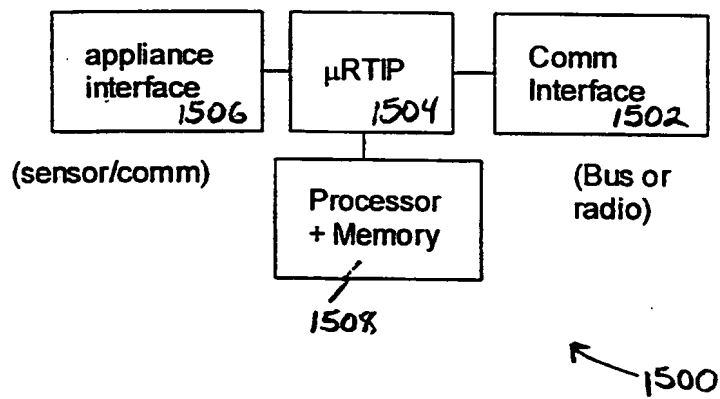 appliance
interface
1506
μRTIP
1504
Comm
Interface
1502
(sensor/comm)
Processor
+ Memory
(Bus or
radio)
1508
1500